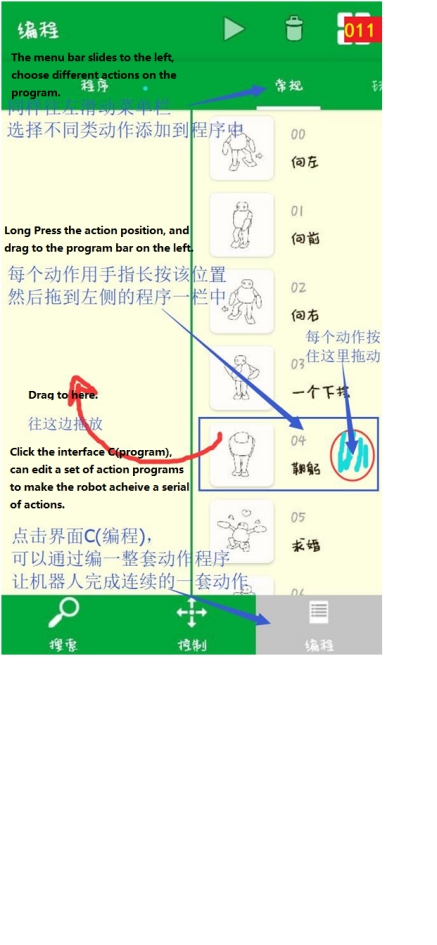 编程
011
The menu bar slides to the left,
choose different actions on the
program.
程序
常规
同样往左滑动菜单栏
选择不同类动作添加到程序中
00
向左
Long Press the action position, and
drag to the program bar on the left.
01
向前
每个动作用手指长按该位置
然后拖到左侧的程序一栏中
02
向右
每个动作按
住这里拖动
03
Drag to here.
往这边拖放
Click the interface C(program),
can edit a set of action programs
to make the robot acheive a serial
of actions.
04
鞠躬
点击界面C(编程),
可以通过编一整套动作程序
让机器人完成连续的一套动作
05
求婚
06
搜索
控制
编程